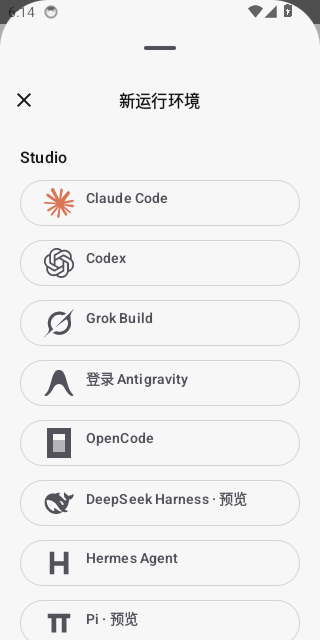 6:14
新运行环境
Studio
Claude Code
Codex
Grok Build
登录 Antigravity
OpenCode
DeepSeek Harness · 预览
Hermes Agent
Pi · 预览